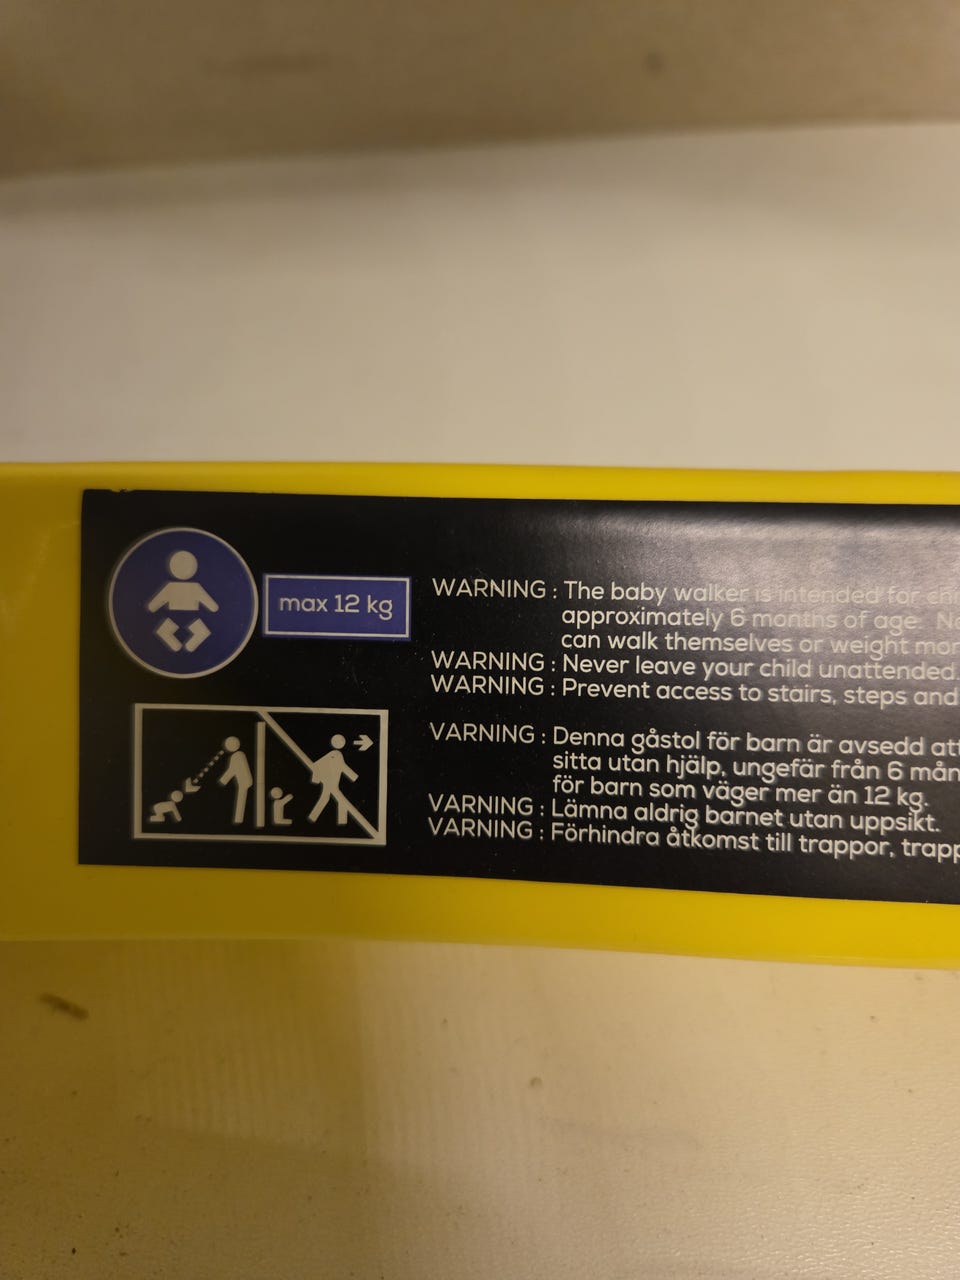 max 12 kg
WARNING : The baby walker is intended for
approximately 6 months of age.
can walk themselves or weight
WARNING : Never leave your child unattended.
WARNING : Prevent access to stairs, steps and
VARNING : Denna gåstol för barn är avsedd att
sitta utan hjälp, ungefär från 6
för barn som väger mer än 12 kg.
VARNING : Lämna aldrig barnet utan uppsikt.
VARNING : Förhindra åtkomst till trappor,